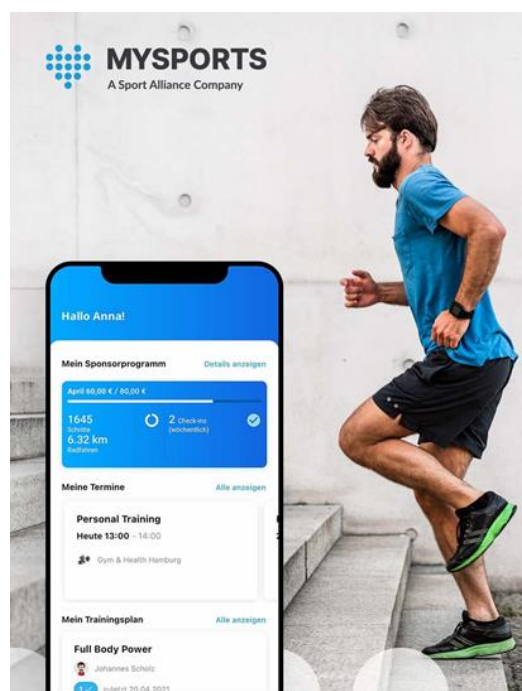 MYSPORTS
A Sport Alliance Company
Hallo Anna!
Mein Sponsorprogramm Details anzeigen
April 60,00 € / 80,00 €
1645
Schritte
6.32 km
Radfahren
2 Check-ins
(wöchentlich)
Meine Termine Alle anzeigen
Personal Training
Heute 13:00 - 14:00
Gym & Health Hamburg
Mein Trainingsplan Alle anzeigen
Full Body Power
Johannes Scholz
1 zuletzt 20.04.2021